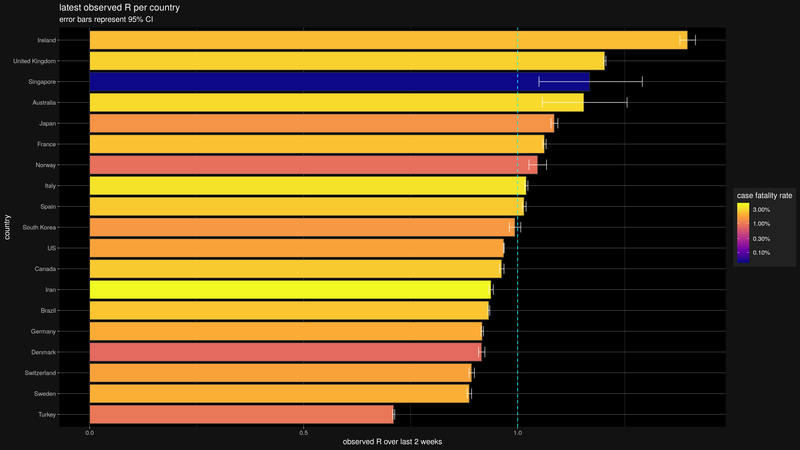 latest observed R per country
error bars represent 95% CI
country
Ireland
United Kingdom
Singapore
Australia
Japan
France
Norway
Italy
Spain
South Korea
US
Canada
Iran
Brazil
Germany
Denmark
Switzerland
Sweden
Turkey
0.0
0.5
1.0
observed R over last 2 weeks
case fatality rate
3.00%
1.00%
0.30%
0.10%